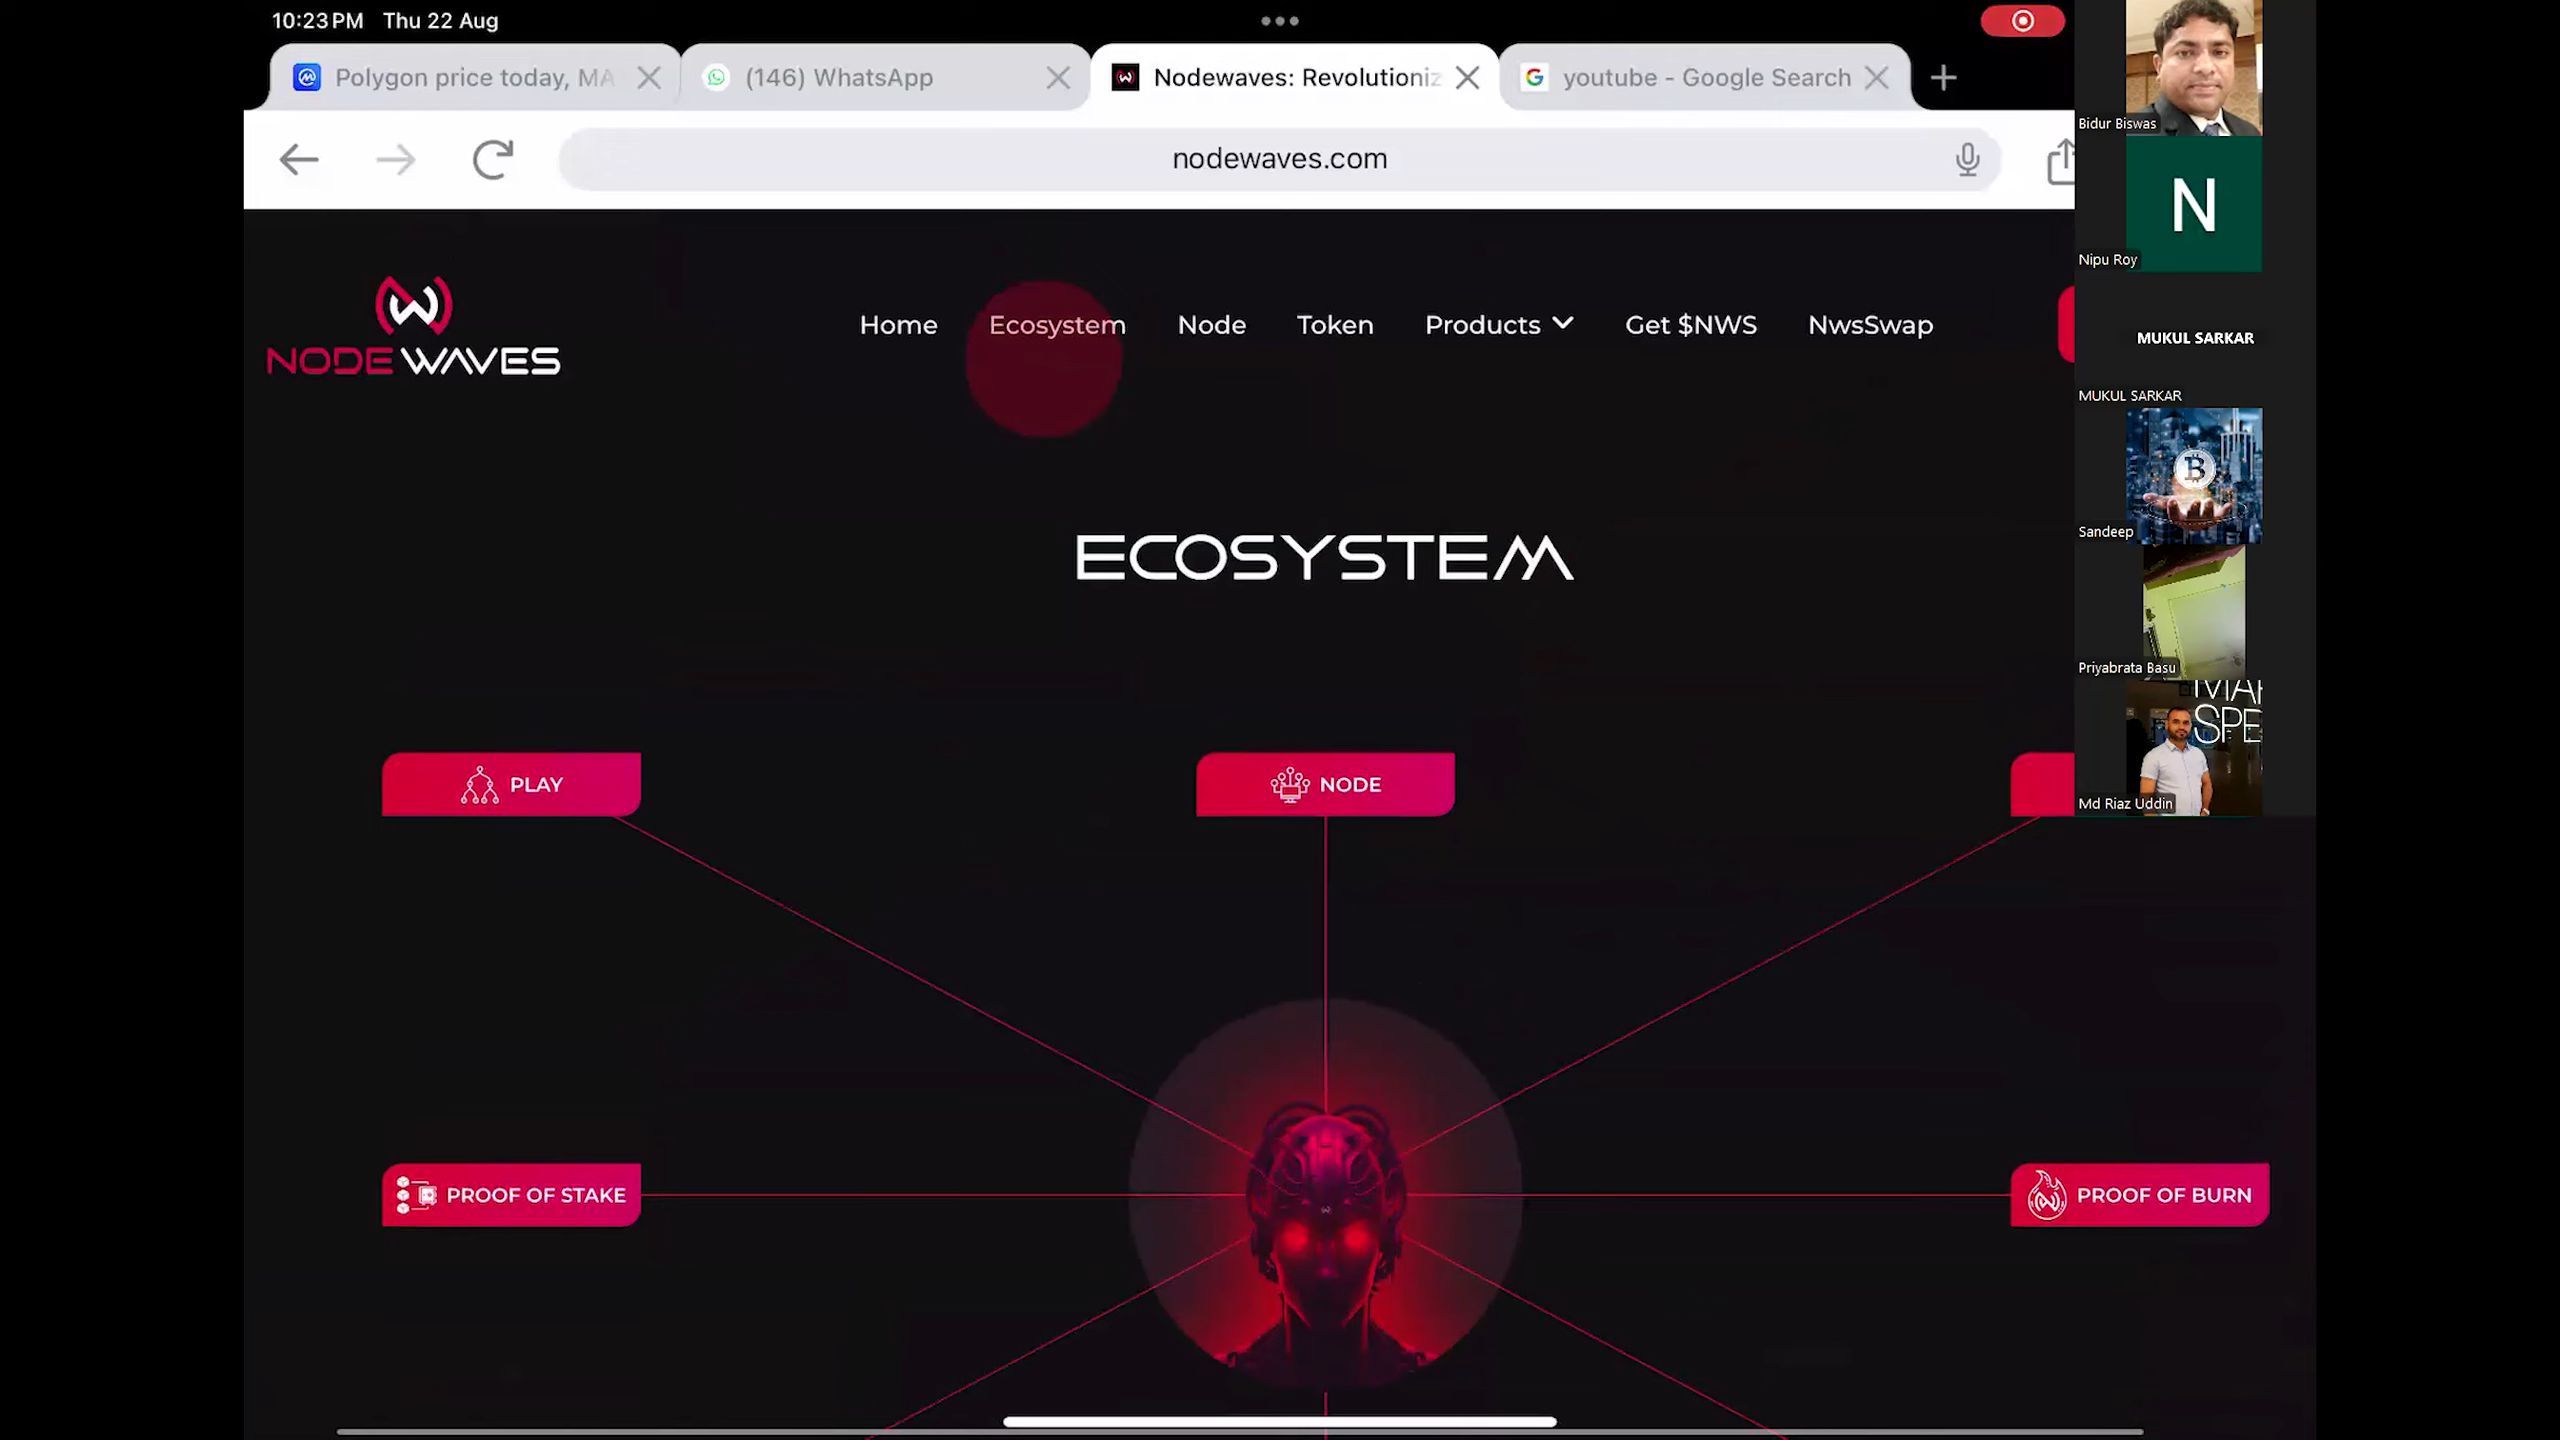 10:23 PM Thu 22 Aug
Polygon price today, MA
(146) WhatsApp
Nodewaves: Revolutioniz
youtube - Google Search
nodewaves.com
NODE WAVES
Home
Ecosystem
Node
Token
Products
Get $NWS
NwsSwap
ECOSYSTEM
PLAY
NODE
PROOF OF STAKE
PROOF OF BURN
Bidur Biswas
N
Nipu Roy
MUKUL SARKAR
MUKUL SARKAR
B
Sandeep
Priyabrata Basu
SPE
Md Riaz Uddin